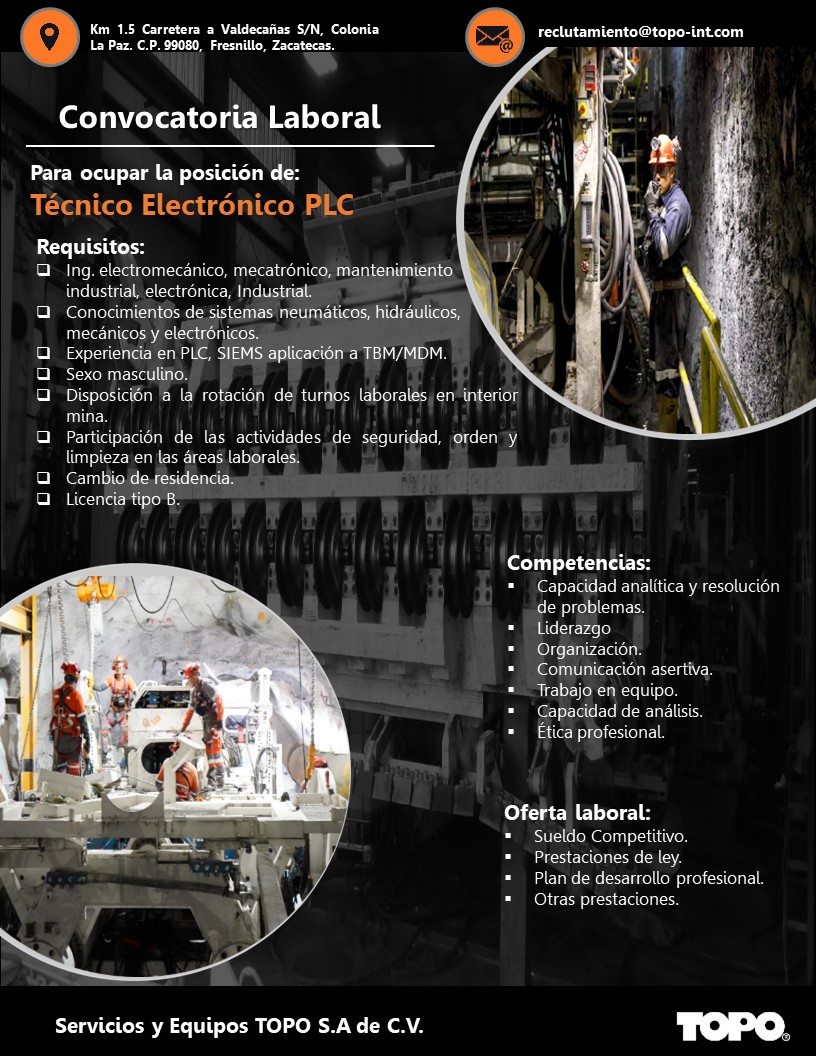 Km 1.5 Carretera a Valdecañas S/N, Colonia
La Paz. C.P. 99080, Fresnillo, Zacatecas.
reclutamiento@topo-int.com
Convocatoria Laboral
Para ocupar la posición de:
Técnico Electrónico PLC
Requisitos:
Ing. electromecánico, mecatrónico, mantenimiento
industrial, electrónica, Industrial.
Conocimientos de sistemas neumáticos, hidráulicos,
mecánicos y electrónicos.
Experiencia en PLC, SIEMS aplicación a TBM/MDM.
Sexo masculino.
Disposición a la rotación de turnos laborales en interior
mina.
Participación de las actividades de seguridad, orden y
limpieza en las áreas laborales.
Cambio de residencia.
Licencia tipo B.
Competencias:
Capacidad analítica y resolución
de problemas.
Liderazgo
Organización.
Comunicación asertiva.
Trabajo en equipo.
Capacidad de análisis.
Ética profesional.
Oferta laboral:
Sueldo Competitivo.
Prestaciones de ley.
Plan de desarrollo profesional.
Otras prestaciones.
Servicios y Equipos TOPO S.A de C.V.
TOPO®